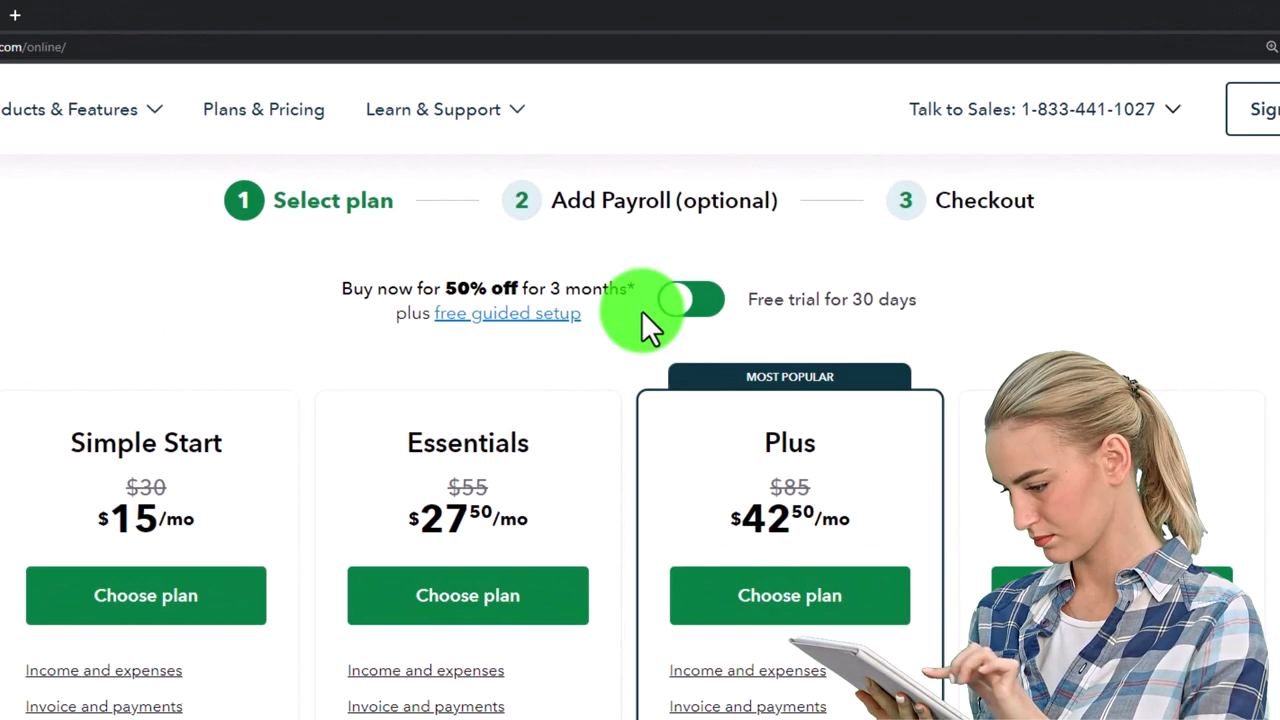 +
com/online/
ducts & Features
Plans & Pricing
Learn & Support
Talk to Sales: 1-833-441-1027
Sig
1 Select plan
2 Add Payroll (optional)
3 Checkout
Buy now for 50% off for 3 months*
plus free guided setup
Free trial for 30 days
MOST POPULAR
Simple Start
$30
$15/mo
Choose plan
Income and expenses
Invoice and payments
Essentials
$55
$27 50/mo
Choose plan
Income and expenses
Invoice and payments
Plus
$85
$42 50/mo
Choose plan
Income and expenses
Invoice and payments